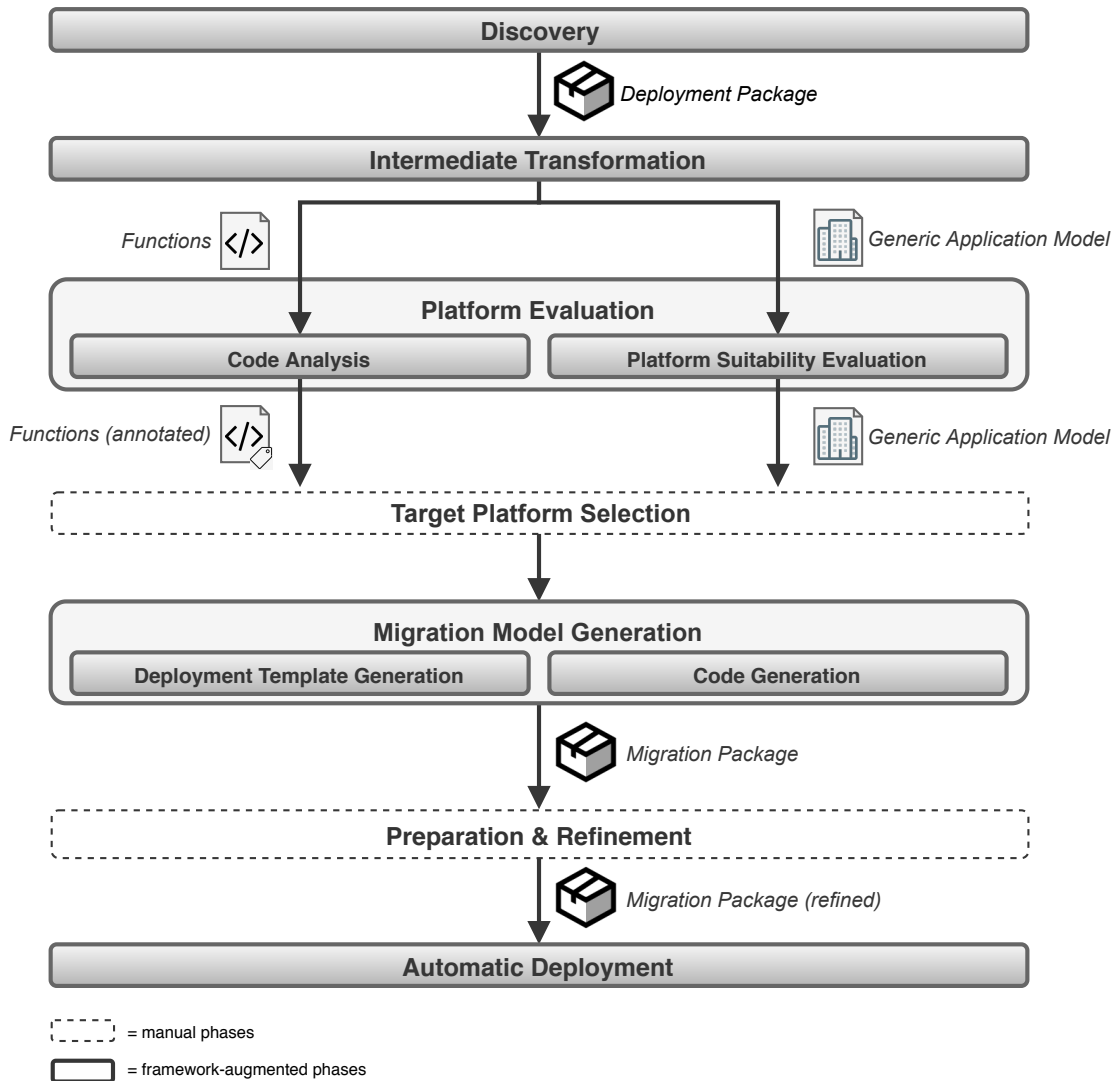 Discovery
Deployment Package
Intermediate Transformation
Functions
</>
Generic Application Model
Platform Evaluation
Code Analysis
Platform Suitability Evaluation
Functions (annotated)
</>
Generic Application Model
Target Platform Selection
Migration Model Generation
Deployment Template Generation
Code Generation
Migration Package
Preparation & Refinement
Migration Package (refined)
Automatic Deployment
= manual phases
= framework-augmented phases